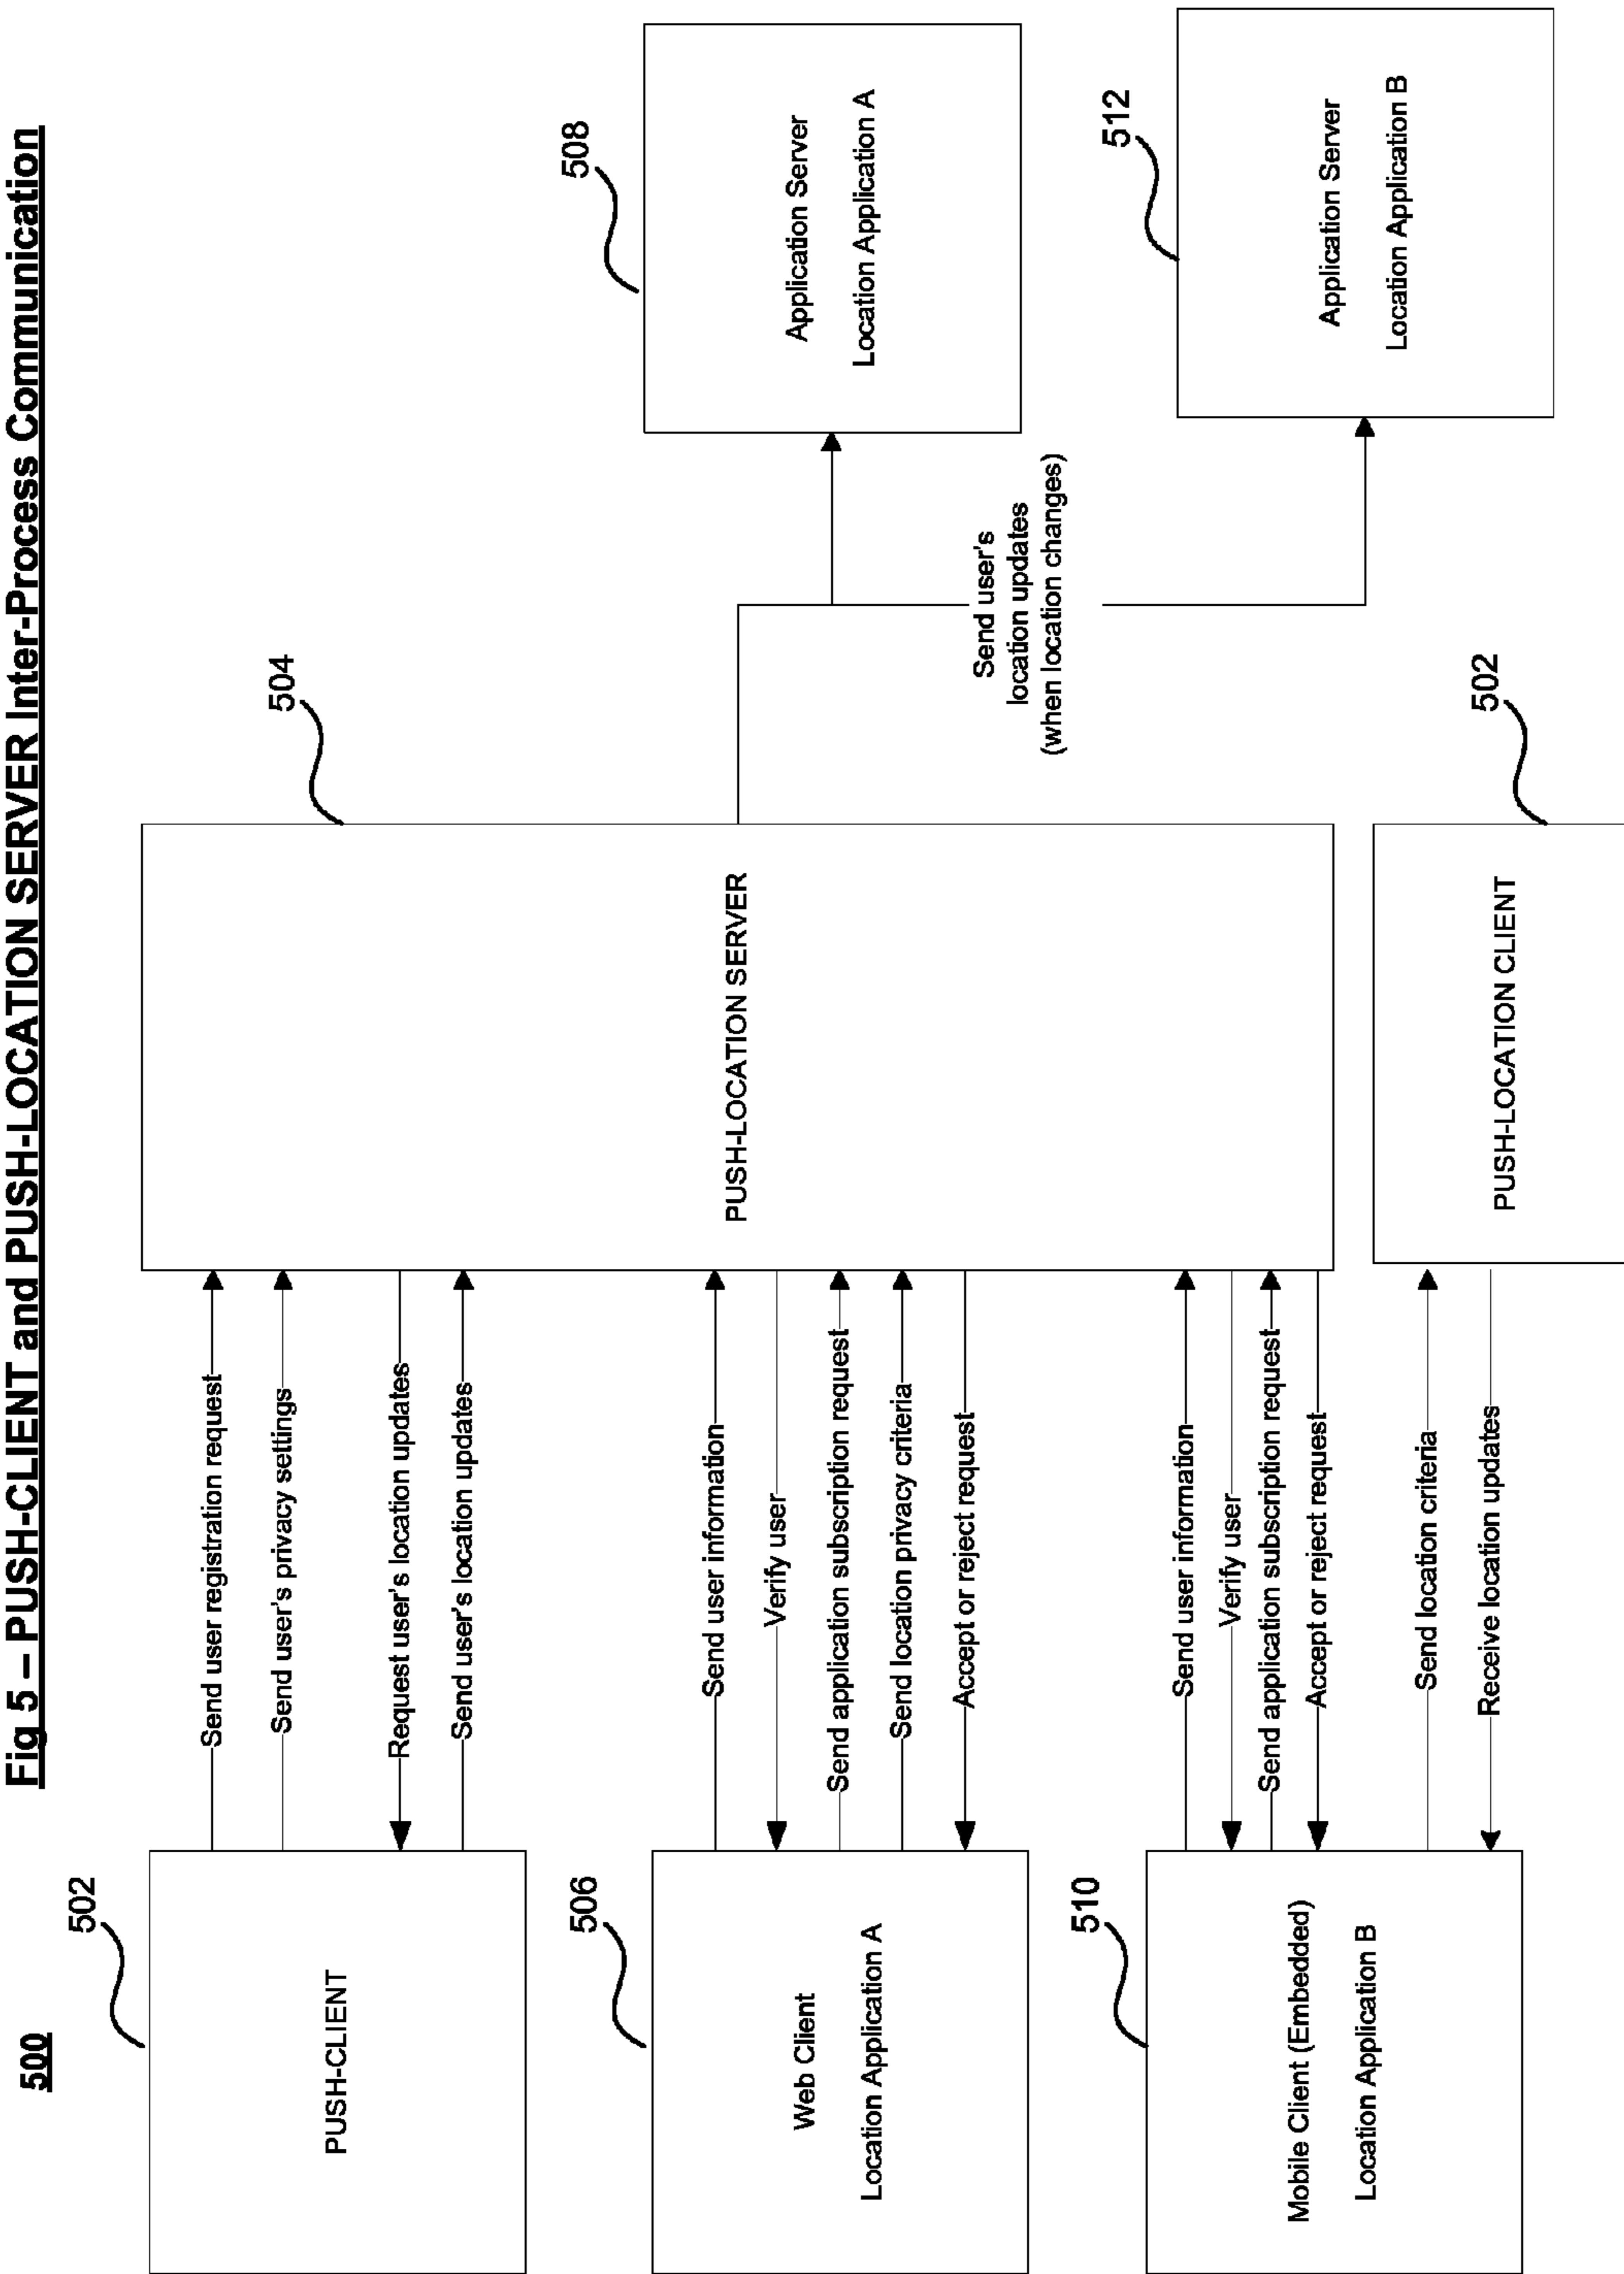 Fig 5 – PUSH-CLIENT and PUSH-LOCATION SERVER Inter-Process Communication
500
502
PUSH-CLIENT
Send user registration request
Send user's privacy settings
Request user's location updates
Send user's location updates
504
PUSH-LOCATION SERVER
508
Application Server
Location Application A
506
Web Client
Location Application A
Send user information
Verify user
Send application subscription request
Send location privacy criteria
Accept or reject request
Send user's
location updates
(when location changes)
512
Application Server
Location Application B
510
Mobile Client (Embedded)
Location Application B
Send user information
Verify user
Send application subscription request
Accept or reject request
Send location criteria
Receive location updates
502
PUSH-LOCATION CLIENT